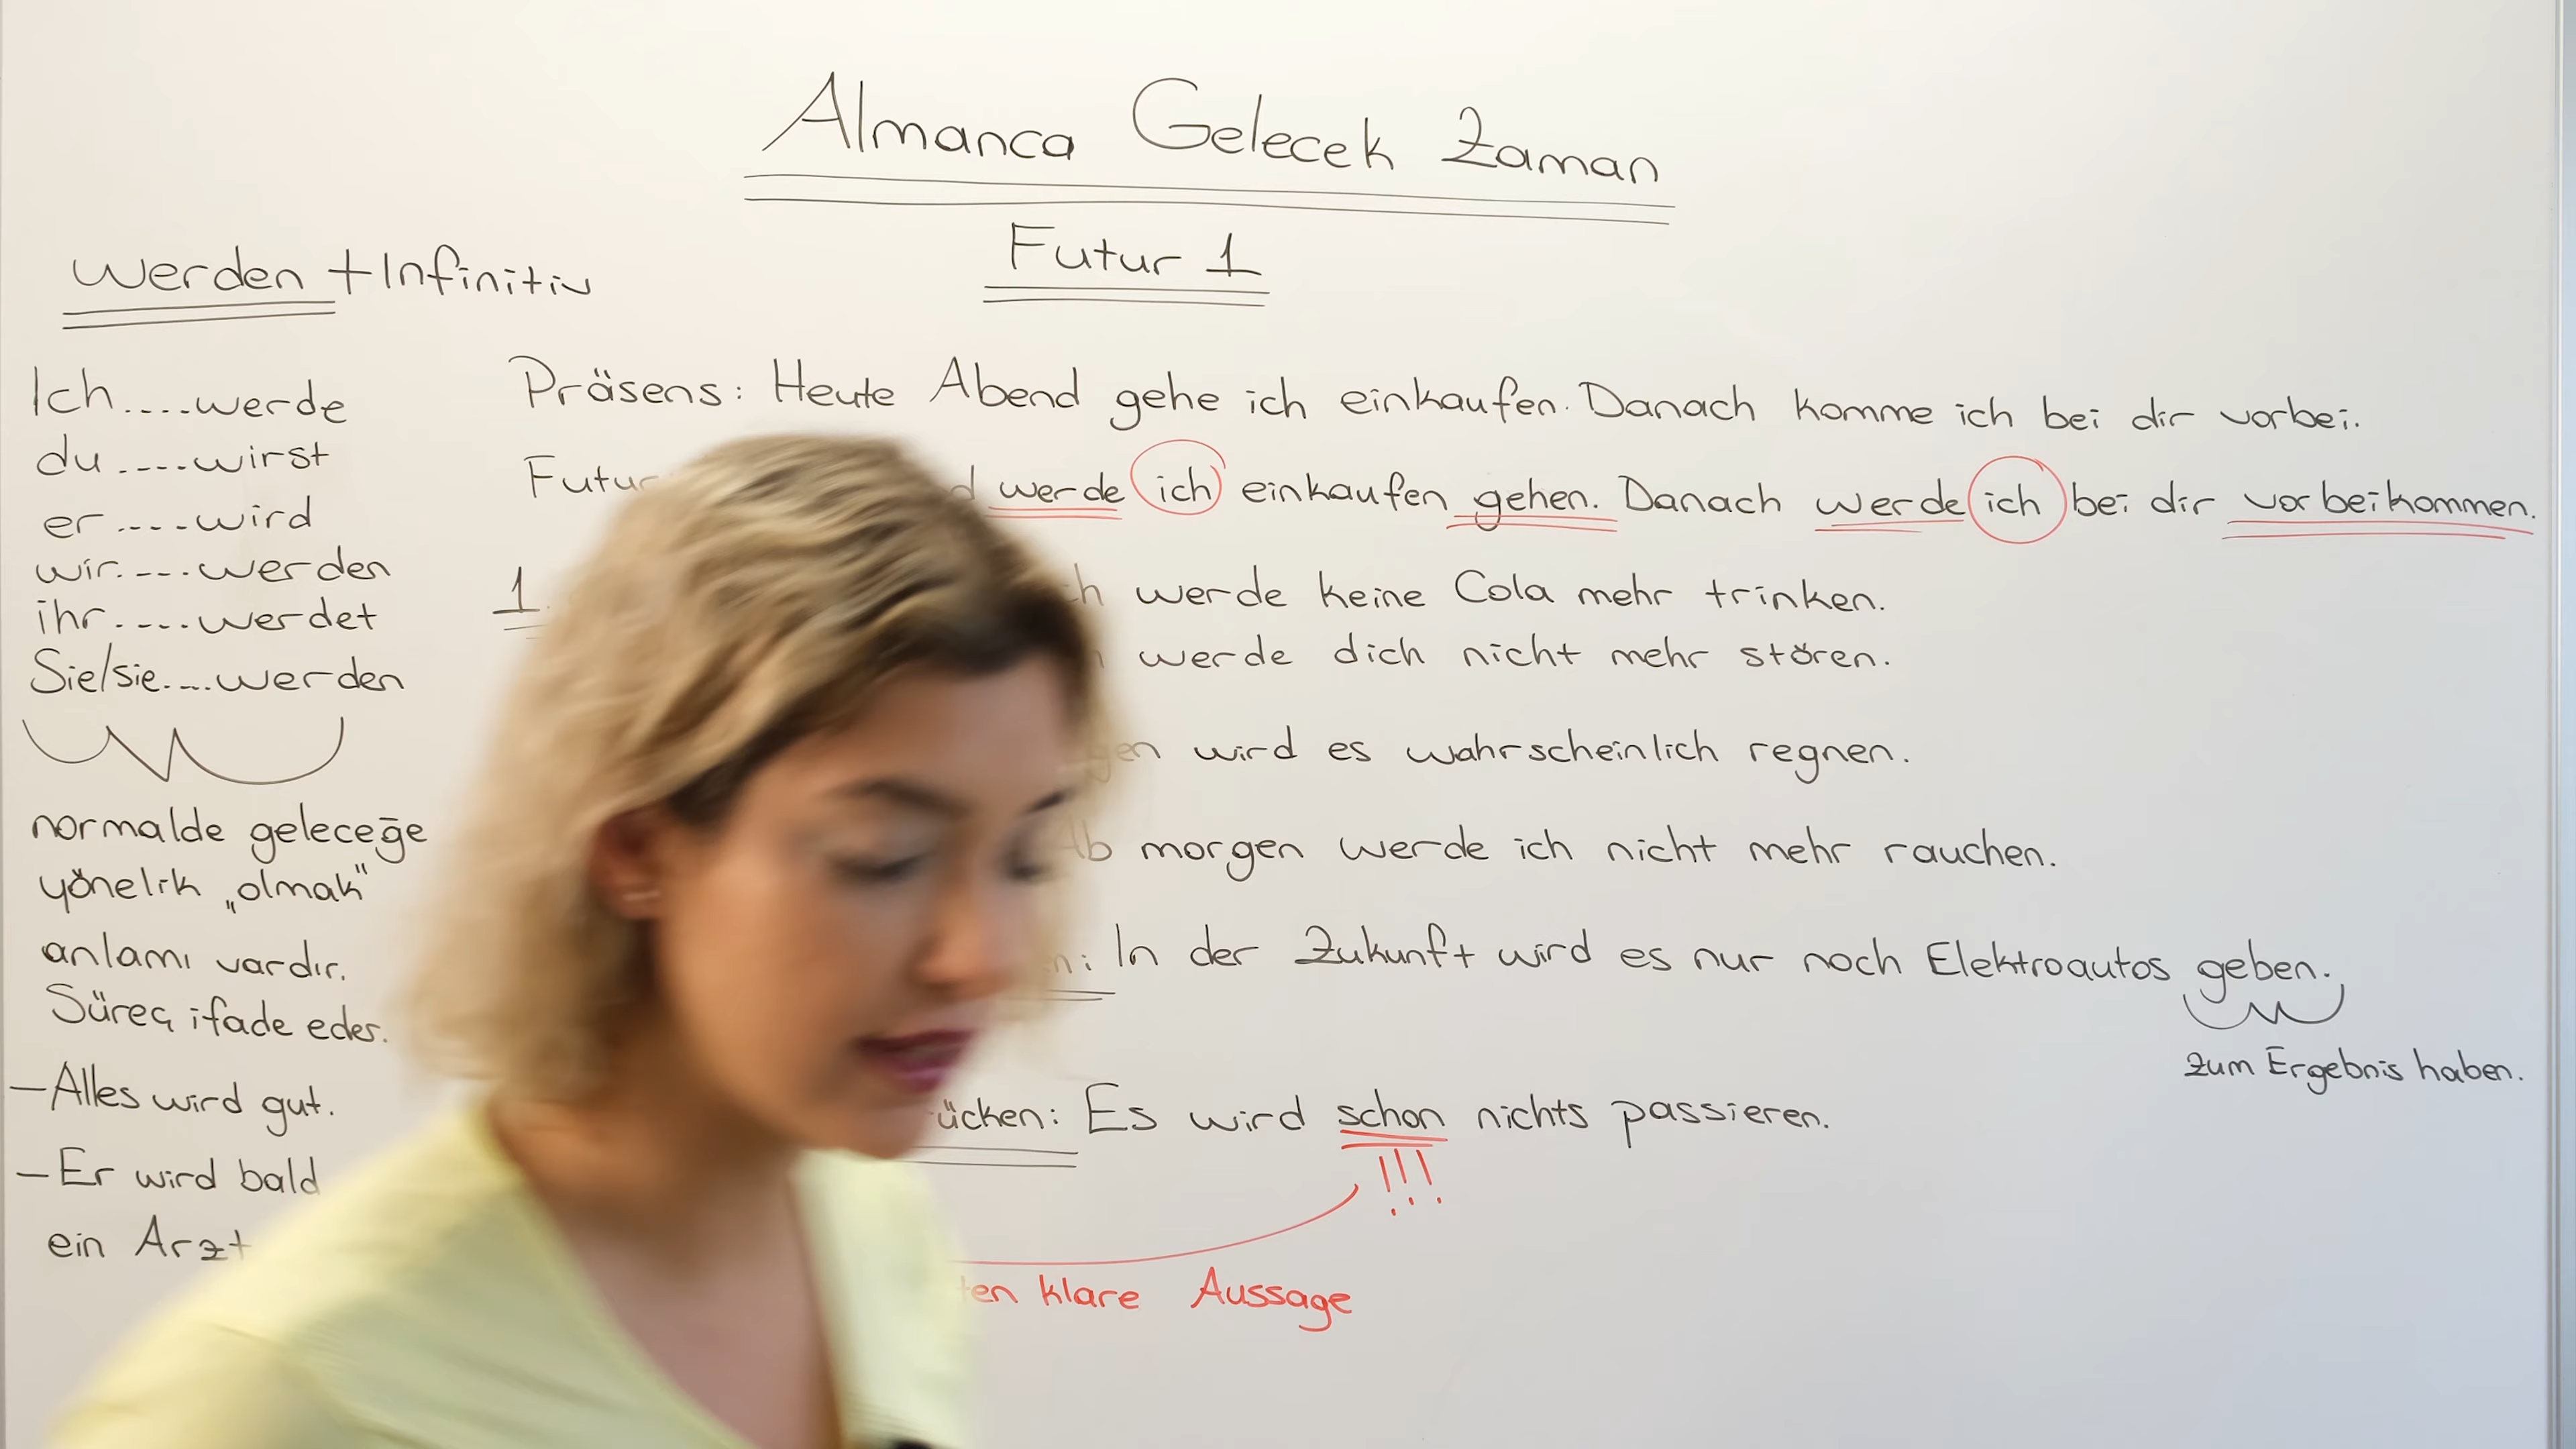 Almanca Gelecek Zaman
Futur 1
werden + Infinitiv
Ich....werde
du.----wirst
er.----wird
wir.---.werden
ihr.---.werdet
Sie/sie....werden
normalde geleceğe
yönelik „olmak"
anlamı vardır.
Süreç ifade eder.
—Alles wird gut.
—Er wird bald
ein Arzt
Präsens: Heute Abend gehe ich einkaufen. Danach komme ich bei dir vorbei.
Futur werde ich einkaufen gehen. Danach werde ich bei dir vorbeikommen.
1. werde keine Cola mehr trinken.
werde dich nicht mehr stören.
wird es wahrscheinlich regnen.
Ab morgen werde ich nicht mehr rauchen.
In der Zukunft wird es nur noch Elektroautos geben.
zum Ergebnis haben.
ücken: Es wird schon nichts passieren.
!!!
ten klare Aussage